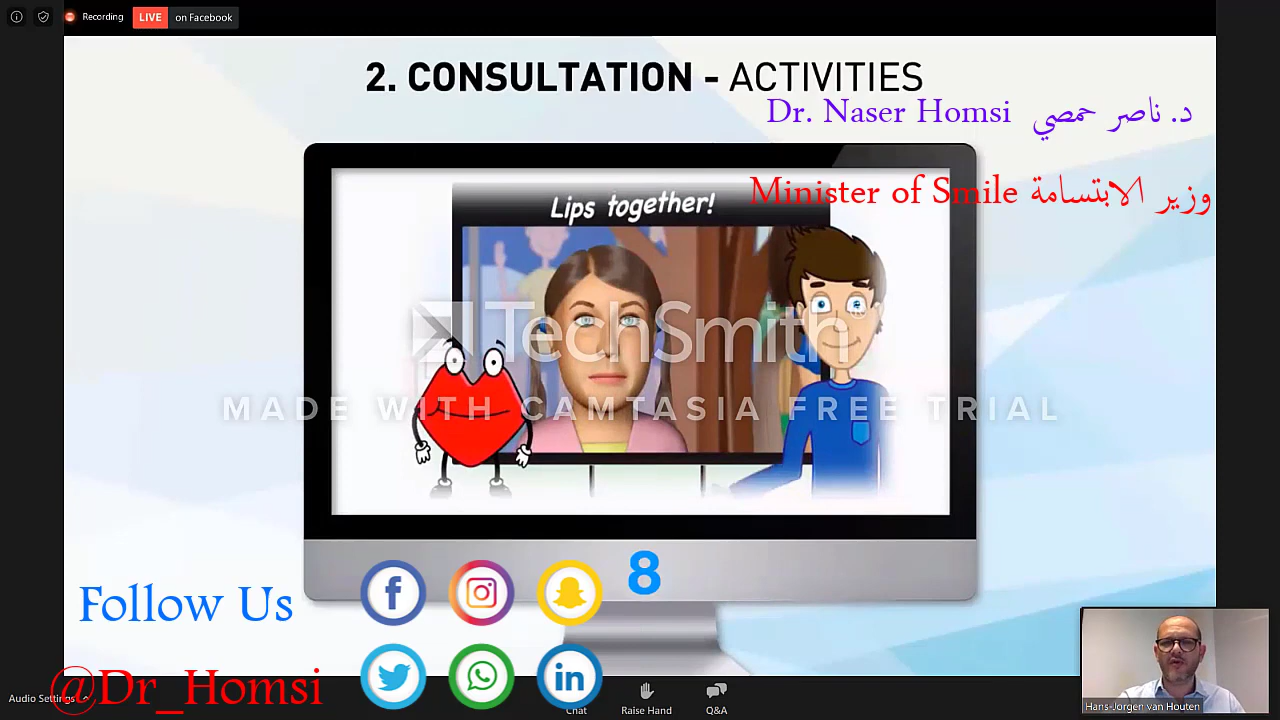 Recording
LIVE on Facebook
2. CONSULTATION - ACTIVITIES
Dr. Naser Homsi د. ناصر حمصي
Minister of Smile وزير الابتسامة
Lips together!
TechSmith
MADE WITH CAMTASIA FREE TRIAL
8
Follow Us
@Dr_Homsi
Audio Settings
Chat
Raise Hand
Q&A
Hans-Jorgen van Houten